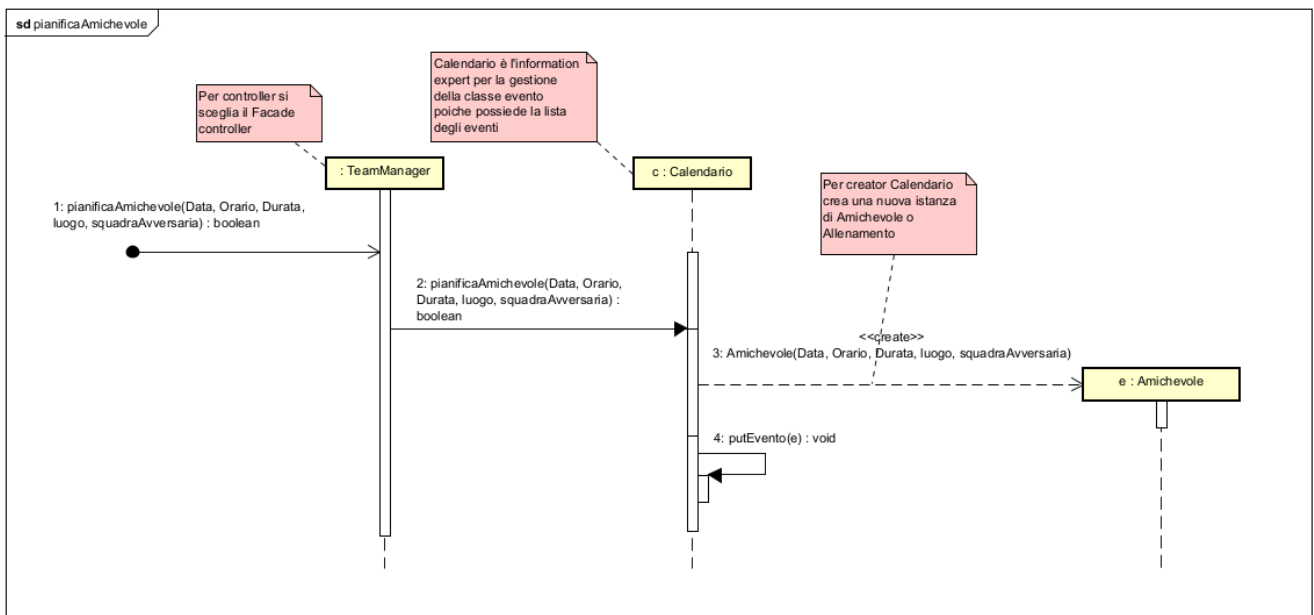 sd pianificaAmichevole
Calendario è l'information
expert per la gestione
della classe evento
poiche possiede la lista
degli eventi
Per controller si
sceglia il Facade
controller
: TeamManager
c : Calendario
Per creator Calendario
crea una nuova istanza
di Amichevole o
Allenamento
1: pianificaAmichevole(Data, Orario, Durata,
luogo, squadraAvversaria) : boolean
2: pianificaAmichevole(Data, Orario,
Durata, luogo, squadraAvversaria) :
boolean
<<create>>
3: Amichevole(Data, Orario, Durata, luogo, squadraAvversaria)
e : Amichevole
4: putEvento(e) : void